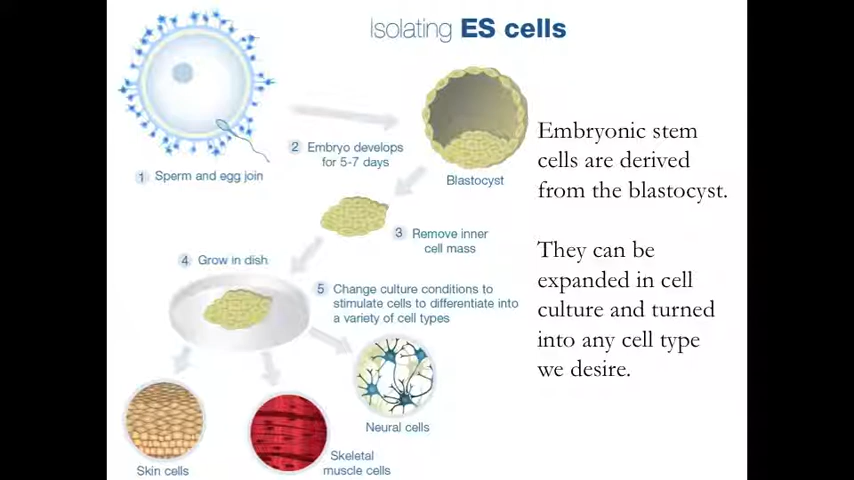 Isolating ES cells
1 Sperm and egg join
2 Embryo develops
for 5-7 days
Blastocyst
3 Remove inner
cell mass
4 Grow in dish
5 Change culture conditions to
stimulate cells to differentiate into
a variety of cell types
Skin cells
Skeletal
muscle cells
Neural cells
Embryonic stem
cells are derived
from the blastocyst.
They can be
expanded in cell
culture and turned
into any cell type
we desire.